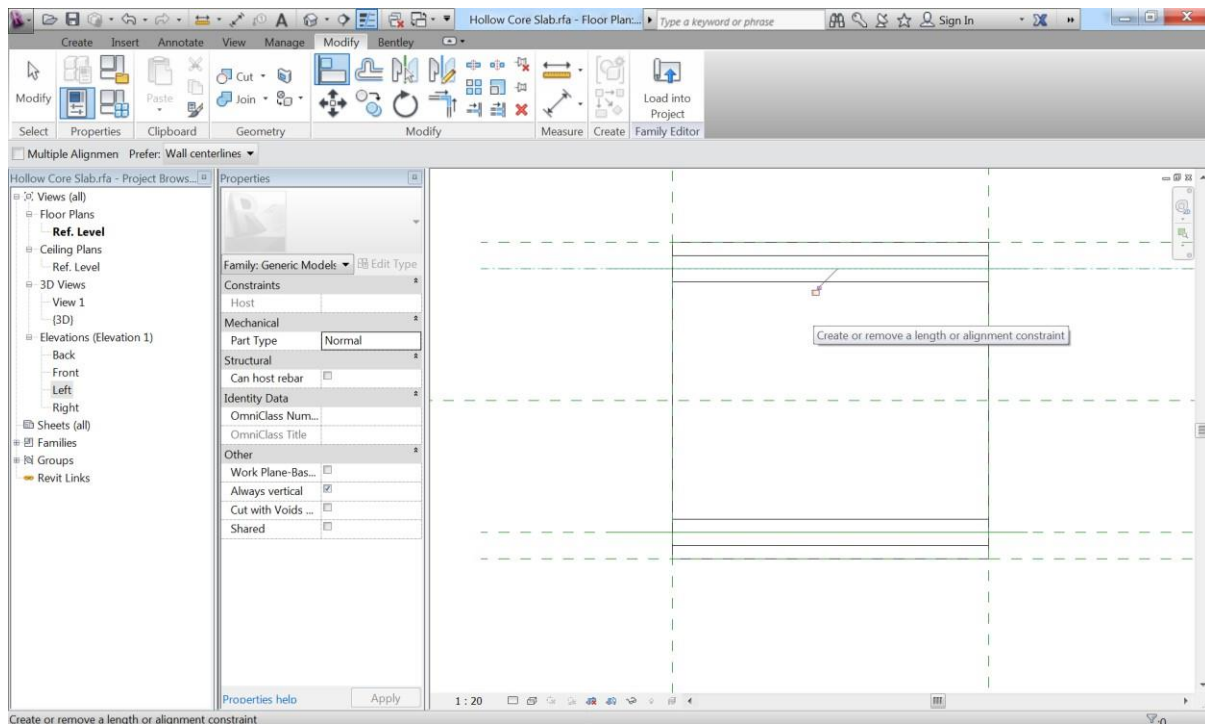 Hollow Core Slab.rfa - Floor Plan:...
Type a keyword or phrase
Sign In
Create Insert Annotate View Manage Modify Bentley
Modify
Paste
Cut
Join
Load into
Project
Select Properties Clipboard Geometry Modify Measure Create Family Editor
Multiple Alignmen Prefer: Wall centerlines
Hollow Core Slab.rfa - Project Brows...
Views (all)
Floor Plans
Ref. Level
Ceiling Plans
Ref. Level
3D Views
View 1
{3D}
Elevations (Elevation 1)
Back
Front
Left
Right
Sheets (all)
Families
Groups
Revit Links
Properties
Family: Generic Models Edit Type
Constraints
Host
Mechanical
Part Type Normal
Structural
Can host rebar
Identity Data
OmniClass Num...
OmniClass Title
Other
Work Plane-Bas...
Always vertical
Cut with Voids ...
Shared
Properties help Apply
Create or remove a length or alignment constraint
1 : 20
Create or remove a length or alignment constraint
:0